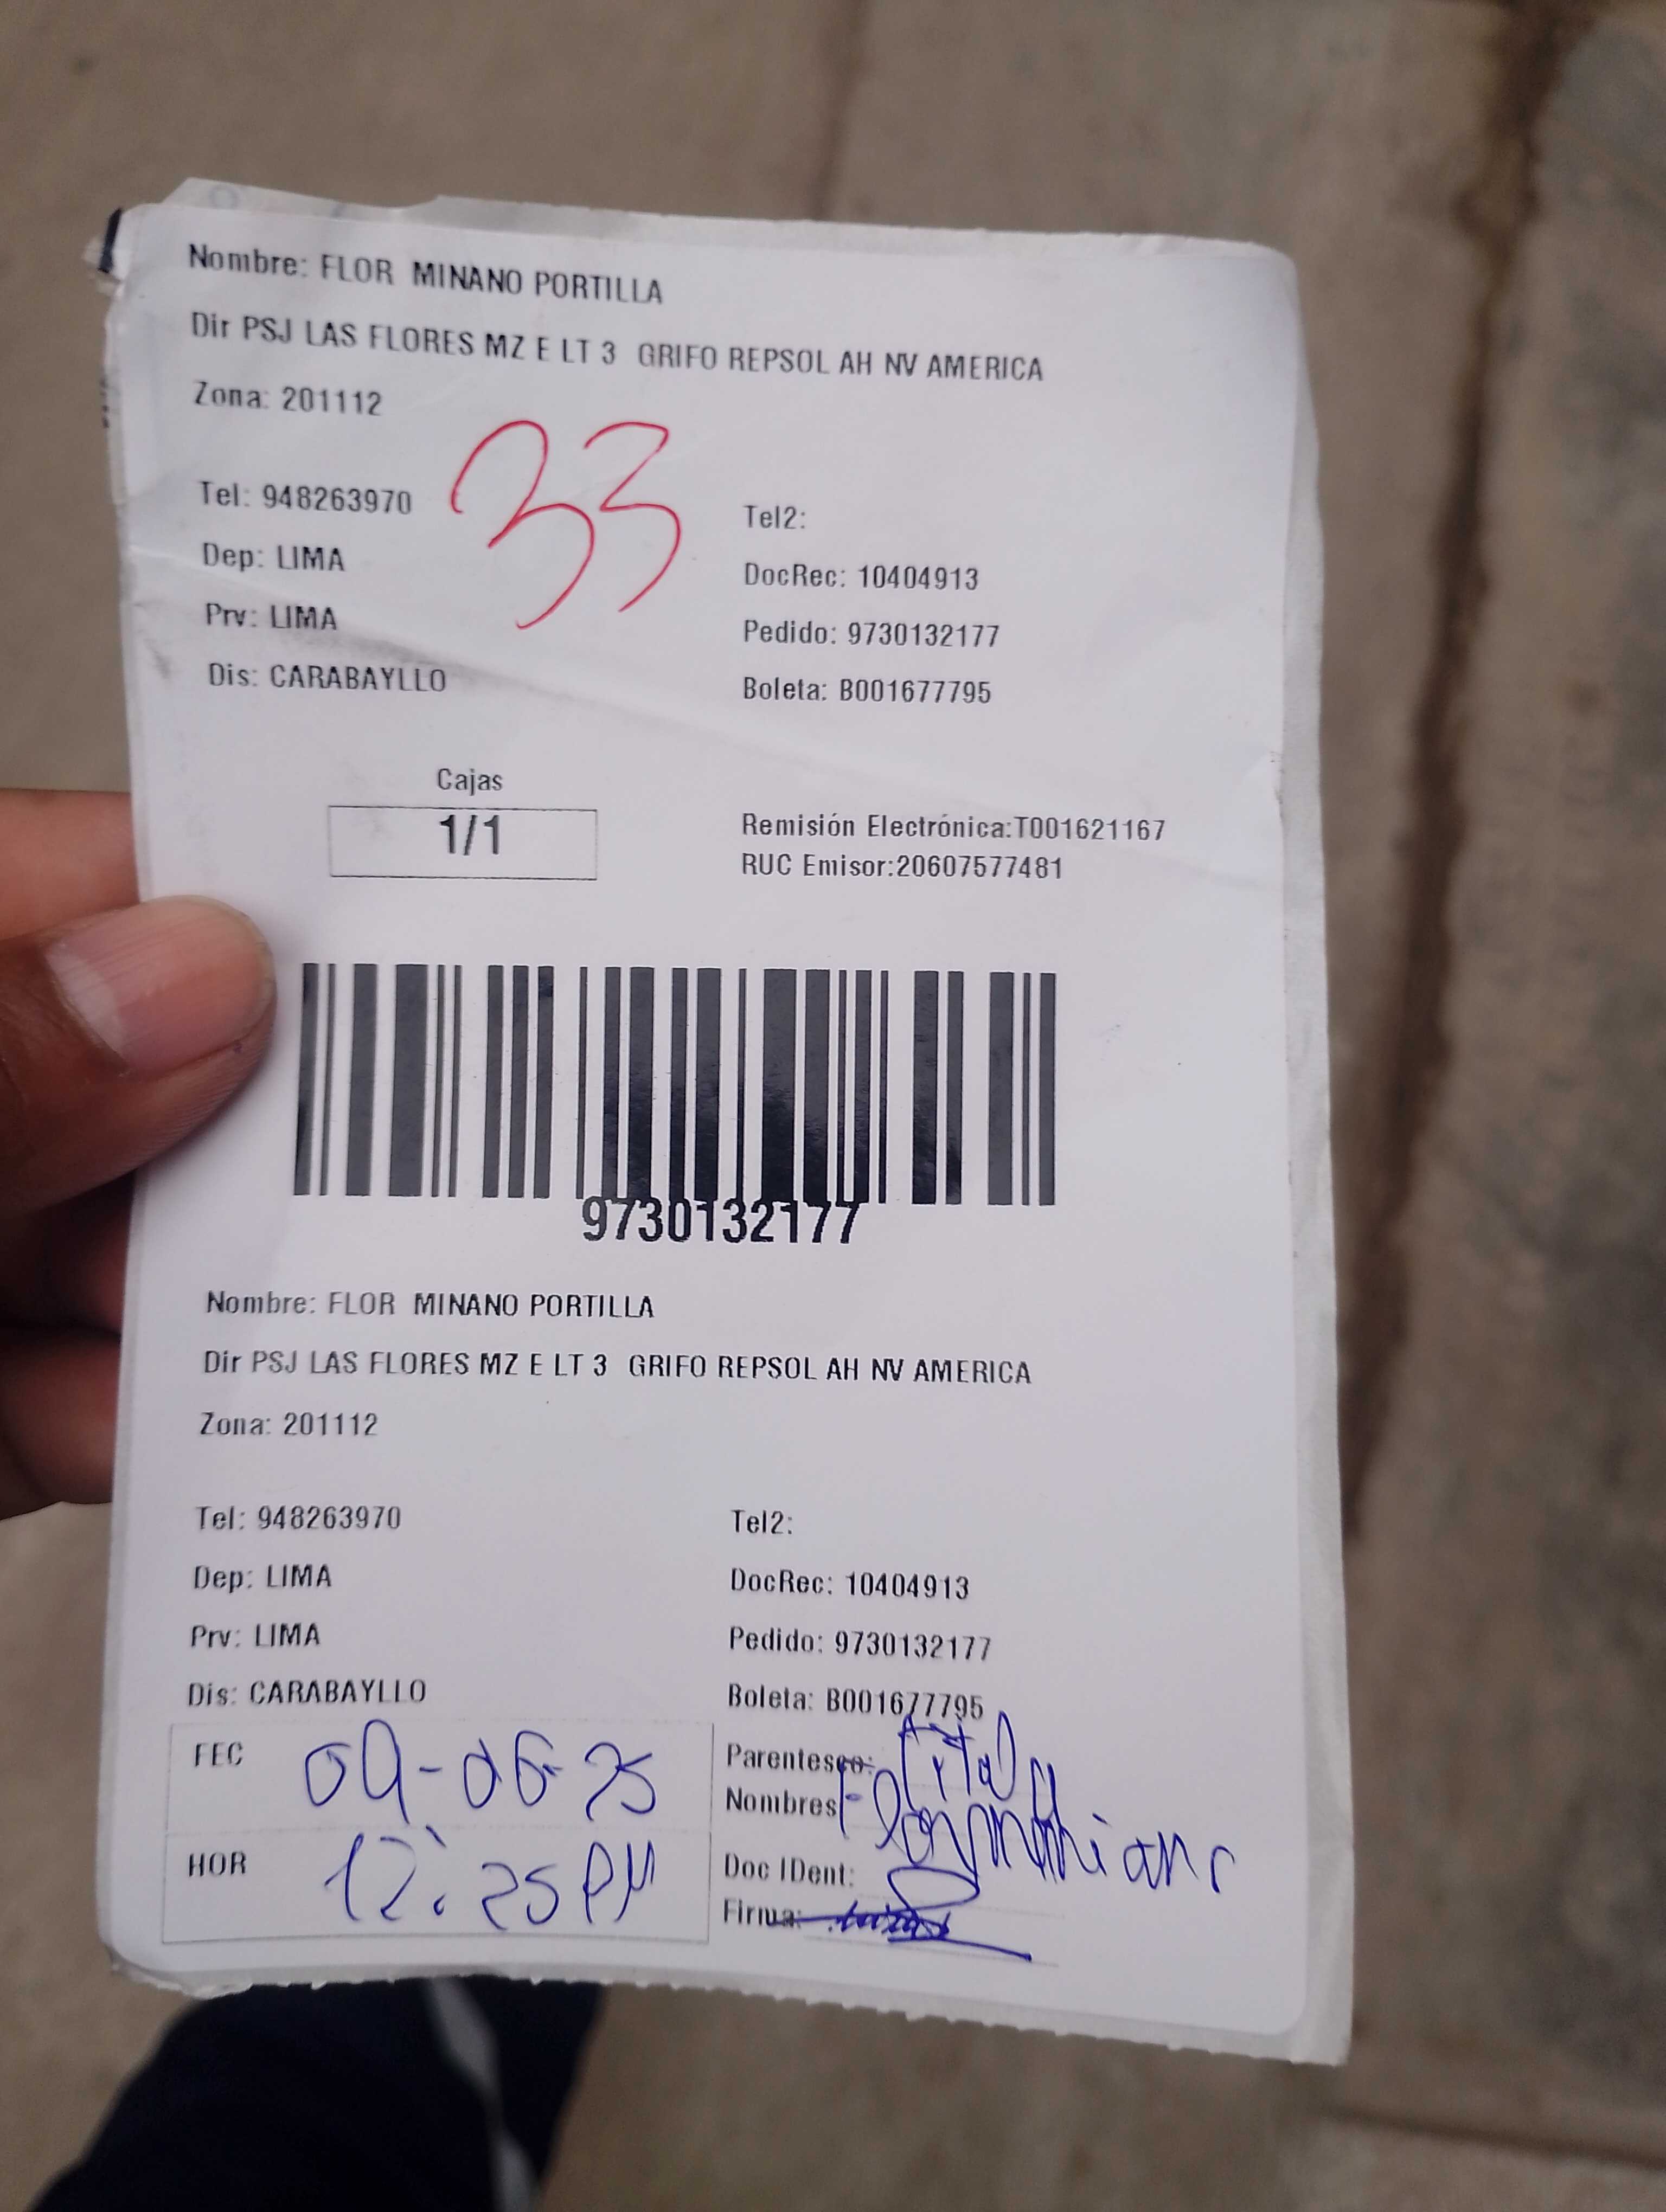 Nombre: FLOR MINANO PORTILLA
Dir PSJ LAS FLORES MZ E LT 3 GRIFO REPSOL AH NV AMERICA
Zona: 201112
33
Tel: 948263970
Tel2:
Dep: LIMA
DocRec: 10404913
Prv: LIMA
Pedido: 9730132177
Dis: CARABAYLLO
Boleta: B001677795
Cajas
1/1
Remisión Electrónica:T001621167
RUC Emisor:20607577481
9730132177
Nombre: FLOR MINANO PORTILLA
Dir PSJ LAS FLORES MZ E LT 3 GRIFO REPSOL AH NV AMERICA
Zona: 201112
Tel: 948263970
Tel2:
Dep: LIMA
DocRec: 10404913
Prv: LIMA
Pedido: 9730132177
Dis: CARABAYLLO
Boleta: B001677795
FEC 09-06-25
Parentesco: Tital
Nombres
HOR 12:25 PM
Doc IDent:
Firma: